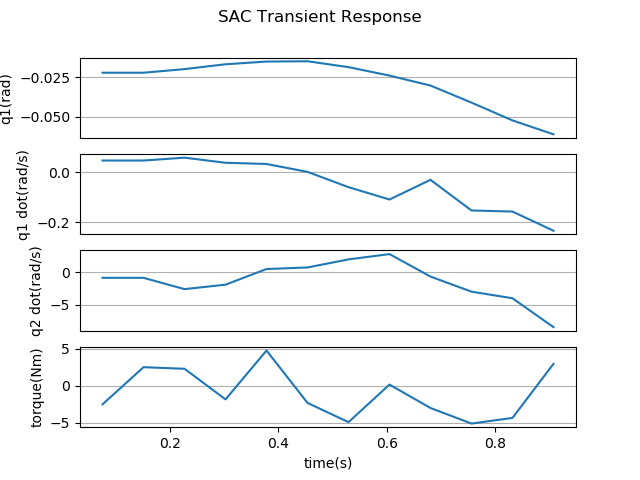 SAC Transient Response
q1(rad)
−0.025
−0.050
q1 dot(rad/s)
0.0
−0.2
q2 dot(rad/s)
0
−5
torque(Nm)
5
0
−5
0.2 0.4 0.6 0.8
time(s)